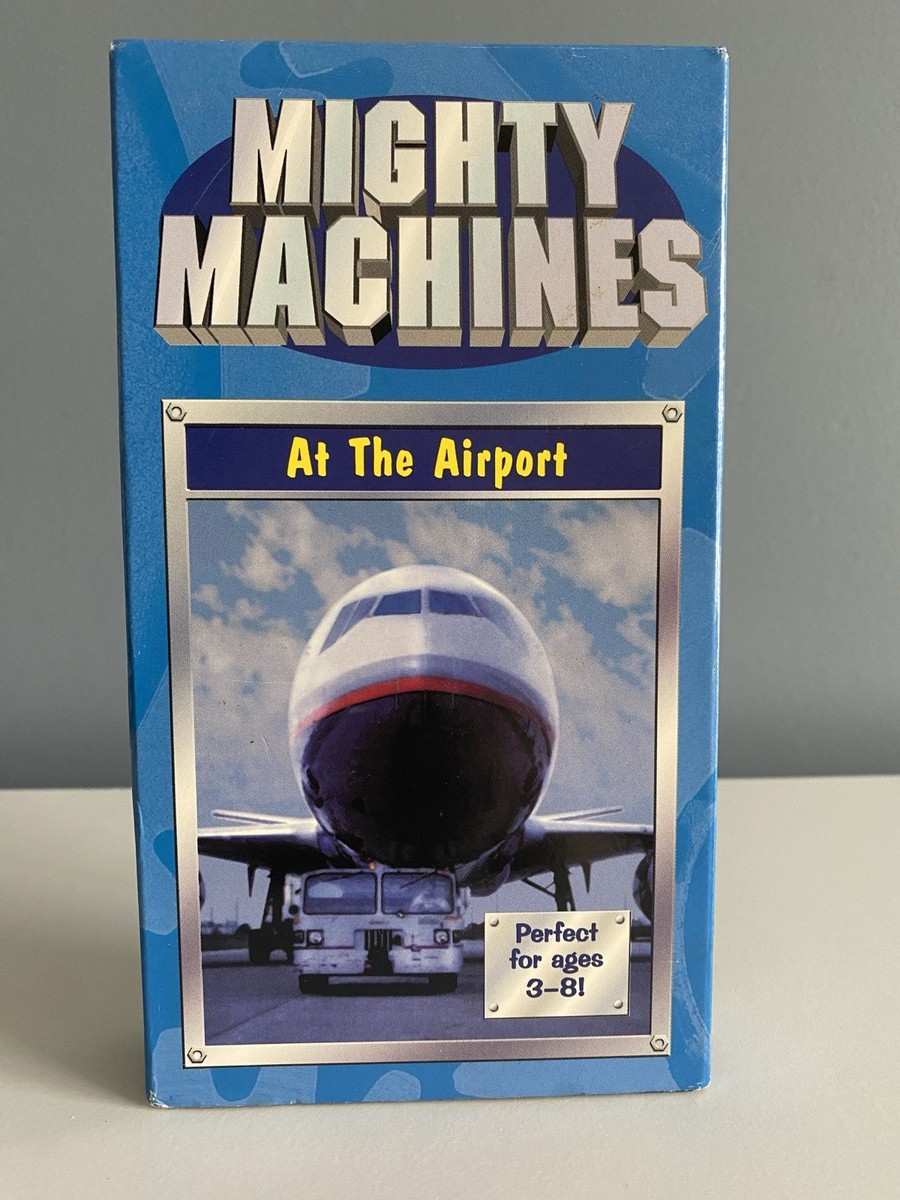 MIGHTY
MACHINES
At The Airport
Perfect
for ages
3–8!